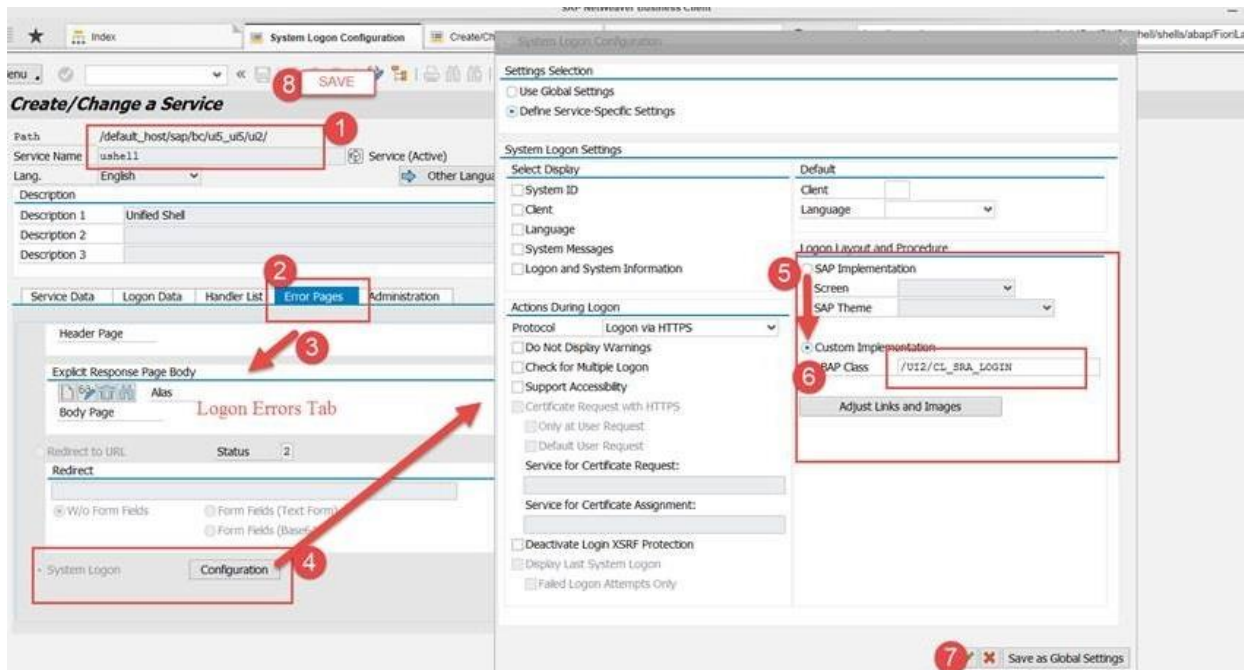 SAP NetWeaver Business Client
Index
System Logon Configuration
Create/Ch
System Logon Configuration
hell/shells/abap/FioriLa
enu
8
SAVE
Create/Change a Service
1
Path /default_host/sap/bc/ui5_ui5/ui2/
Service Name ushell Service (Active)
Lang. English Other Langua
Description
Description 1 Unified Shell
Description 2
Description 3
2
Service Data Logon Data Handler List Error Pages Administration
Header Page
3
Explicit Response Page Body
Alias
Body Page
Logon Errors Tab
Redirect to URL Status 2
Redirect
W/o Form Fields Form Fields (Text Form)
Form Fields (Base64
4
System Logon Configuration
Settings Selection
Use Global Settings
Define Service-Specific Settings
System Logon Settings
Select Display
System ID
Client
Language
System Messages
Logon and System Information
Actions During Logon
Protocol Logon via HTTPS
Do Not Display Warnings
Check for Multiple Logon
Support Accessibility
Certificate Request with HTTPS
Only at User Request
Default User Request
Service for Certificate Request:
Service for Certificate Assignment:
Deactivate Login XSRF Protection
Display Last System Logon
Failed Logon Attempts Only
Default
Client
Language
Logon Layout and Procedure
5
SAP Implementation
Screen
SAP Theme
Custom Implementation
6
BAP Class /UI2/CL_SRA_LOGIN
Adjust Links and Images
7
Save as Global Settings